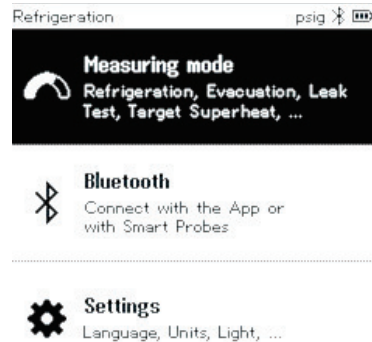 Refrigeration psig
Measuring mode
Refrigeration, Evacuation, Leak
Test, Target Superheat, ...
Bluetooth
Connect with the App or
with Smart Probes
Settings
Language, Units, Light, ...